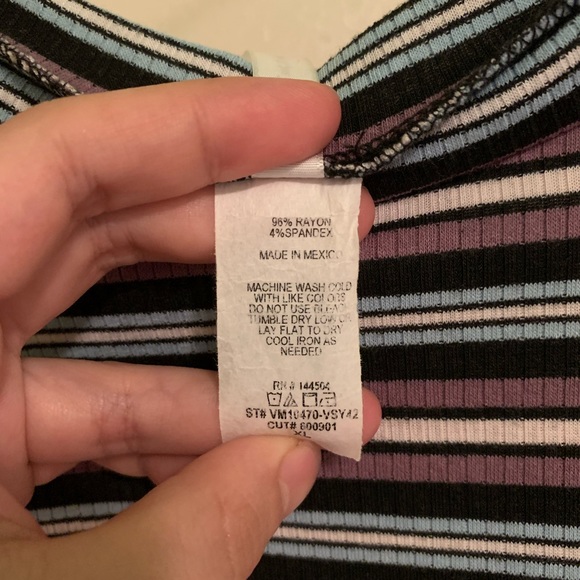 96% RAYON
4%SPANDEX
MADE IN MEXICO
MACHINE WASH COLD
WITH LIKE COLORS
DO NOT USE BLEACH
TUMBLE DRY LOW OR
LAY FLAT TO DRY
COOL IRON AS
NEEDED
RN# 144504
ST# VM10470-VSY42
CUT# 600901
XL